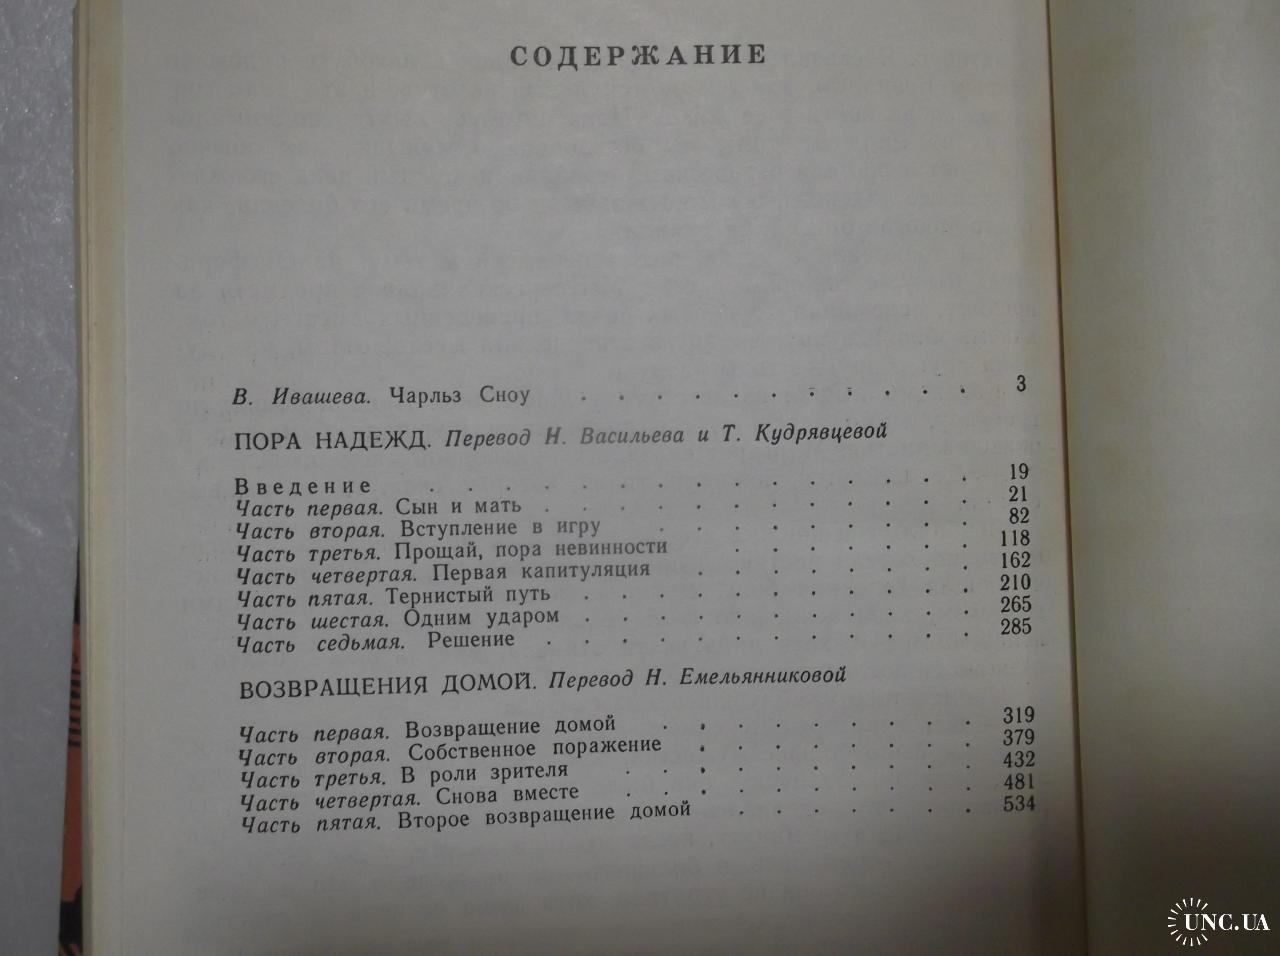 СОДЕРЖАНИЕ
В. Ивашева. Чарльз Сноу . . . . . . . . . . . 3
ПОРА НАДЕЖД. Перевод Н. Васильева и Т. Кудрявцевой
Введение . . . . . . . . . . . . . . . 19
Часть первая. Сын и мать . . . . . . . . . . . . 21
Часть вторая. Вступление в игру . . . . . . . . . 82
Часть третья. Прощай, пора невинности . . . . . . . 118
Часть четвертая. Первая капитуляция . . . . . . . . 162
Часть пятая. Тернистый путь . . . . . . . . . . . 210
Часть шестая. Одним ударом . . . . . . . . . . . 265
Часть седьмая. Решение . . . . . . . . . . . . 285
ВОЗВРАЩЕНИЯ ДОМОЙ. Перевод Н. Емельянниковой
Часть первая. Возвращение домой . . . . . . . . . 319
Часть вторая. Собственное поражение . . . . . . . . 379
Часть третья. В роли зрителя . . . . . . . . . . 432
Часть четвертая. Снова вместе . . . . . . . . . . 481
Часть пятая. Второе возвращение домой . . . . . . . 534
UNC.UA